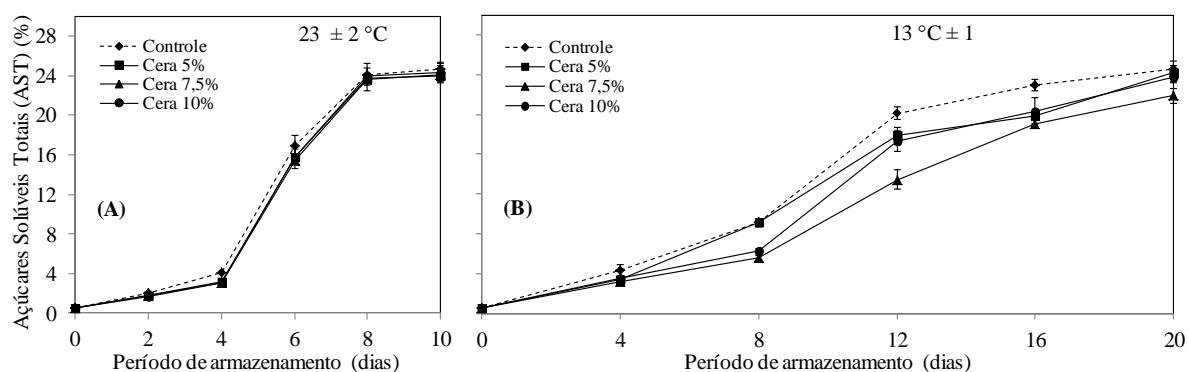 Açúcares Solúveis Totais (AST) (%)
28
24
20
16
12
8
4
0
23 ± 2 °C
Controle
Cera 5%
Cera 7,5%
Cera 10%
(A)
0 2 4 6 8 10
Período de armazenamento (dias)
13 °C ± 1
Controle
Cera 5%
Cera 7,5%
Cera 10%
(B)
0 4 8 12 16 20
Período de armazenamento (dias)